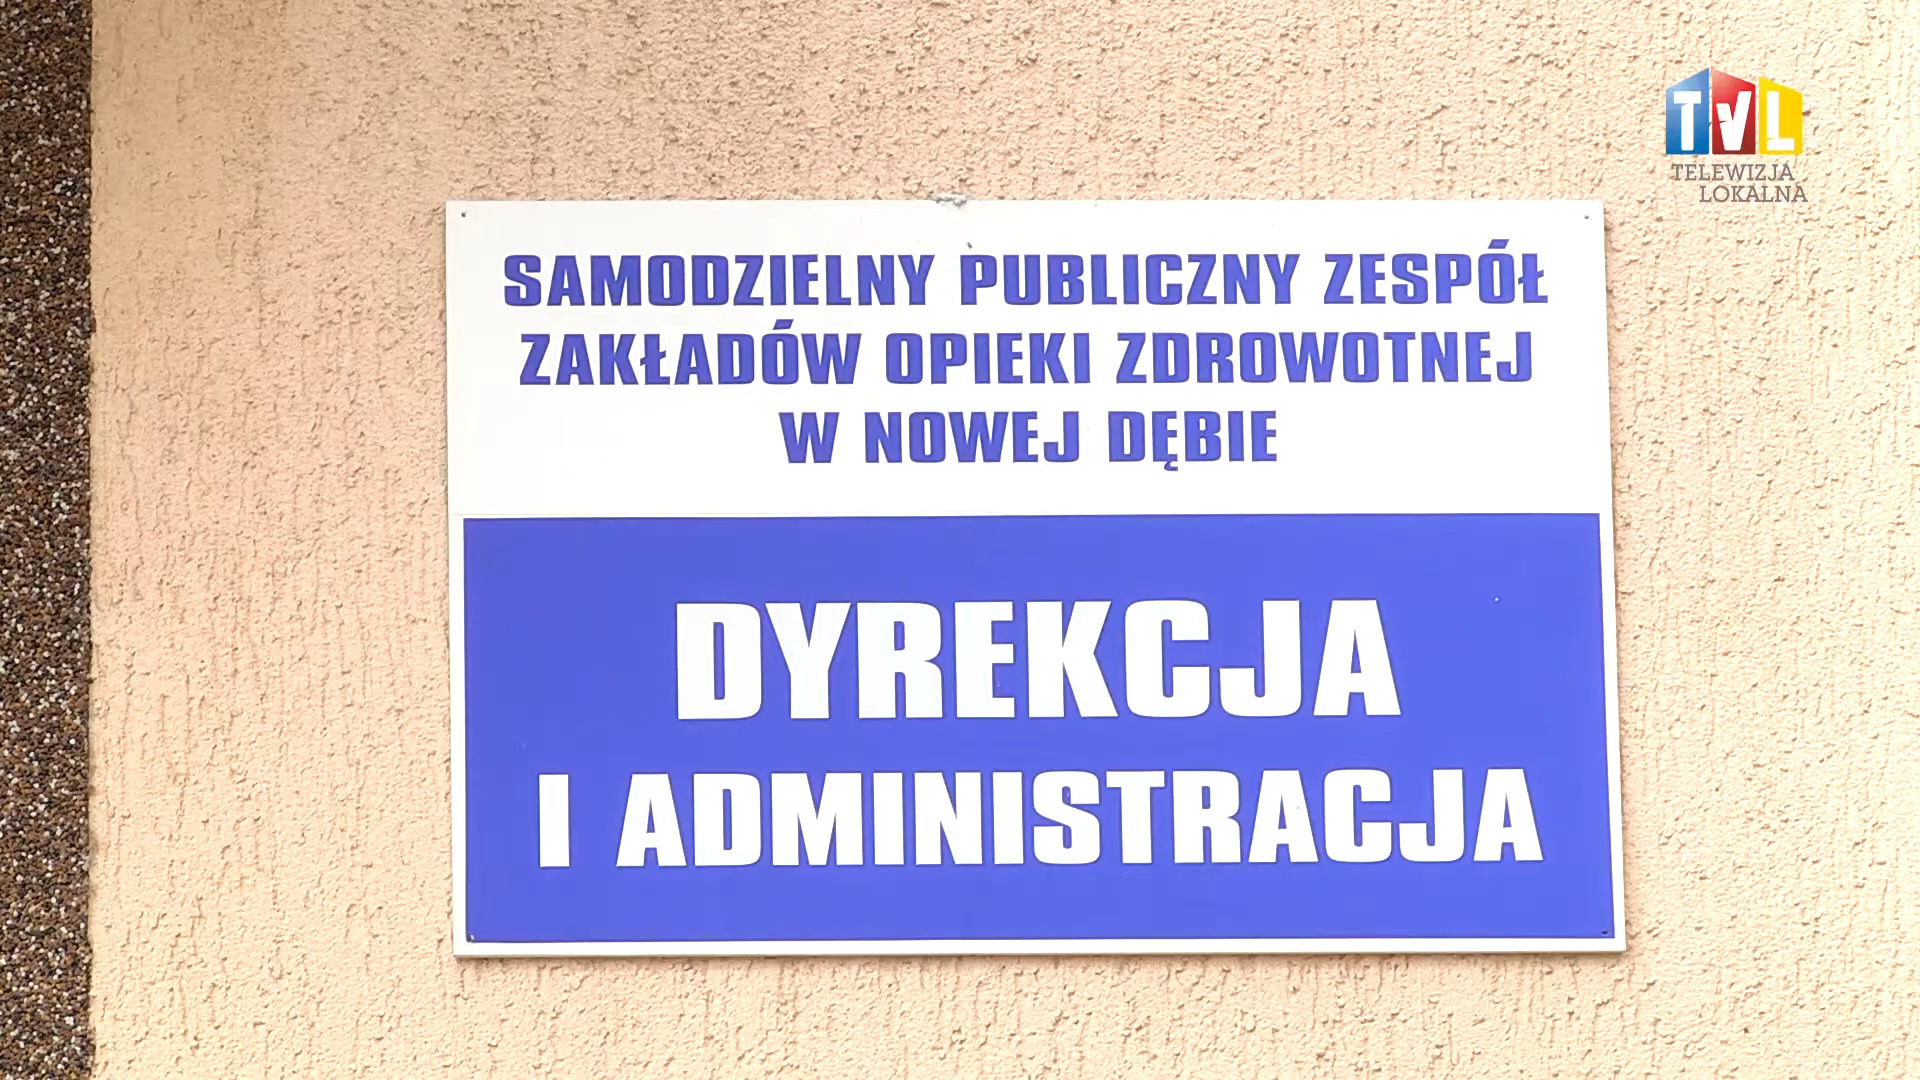 TVL
TELEWIZJA
LOKALNA
SAMODZIELNY PUBLICZNY ZESPÓŁ
ZAKŁADÓW OPIEKI ZDROWOTNEJ
W NOWEJ DĘBIE
DYREKCJA
I ADMINISTRACJA